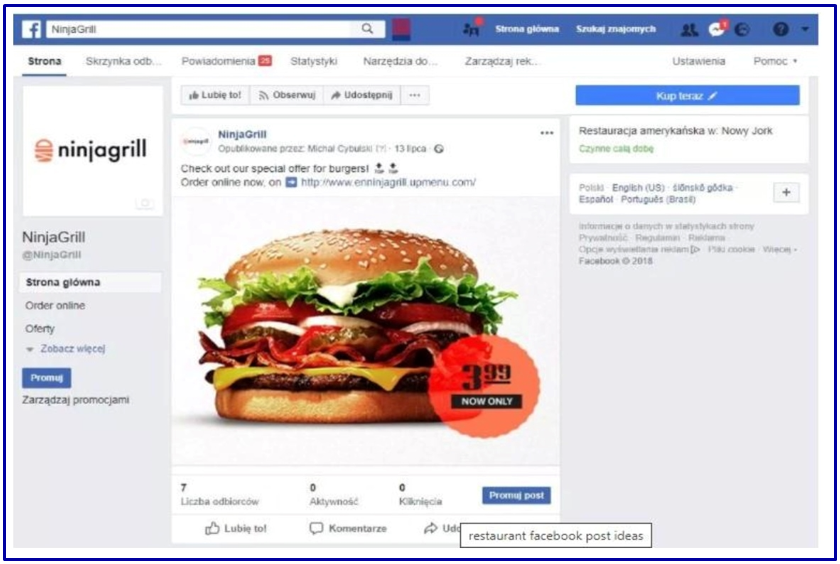 NinjaGrill
Strona główna
Szukaj znajomych
Strona
Skrzynka odb...
Powiadomienia 25
Statystyki
Narzędzia do...
Zarządzaj rek...
Ustawienia
Pomoc
ninjagrill
NinjaGrill
@NinjaGrill
Strona główna
Order online
Oferty
Zobacz więcej
Promuj
Zarządzaj promocjami
Lubię to!
Obserwuj
Udostępnij
...
NinjaGrill
Opublikowane przez: Michał Cybulski [?] · 13 lipca ·
Check out our special offer for burgers!
Order online now, on http://www.enninjagrill.upmenu.com/
3.99
NOW ONLY
7
Liczba odbiorców
0
Aktywność
0
Kliknięcia
Promuj post
Lubię to!
Komentarze
restaurant facebook post ideas
Kup teraz
Restauracja amerykańska w: Nowy Jork
Czynne całą dobę
Polski · English (US) · ślōnskŏ gŏdka ·
Español · Português (Brasil)
Informacje o danych w statystykach strony
Prywatność · Regulamin · Reklama ·
Opcje wyświetlania reklam · Pliki cookie · Więcej
Facebook © 2018